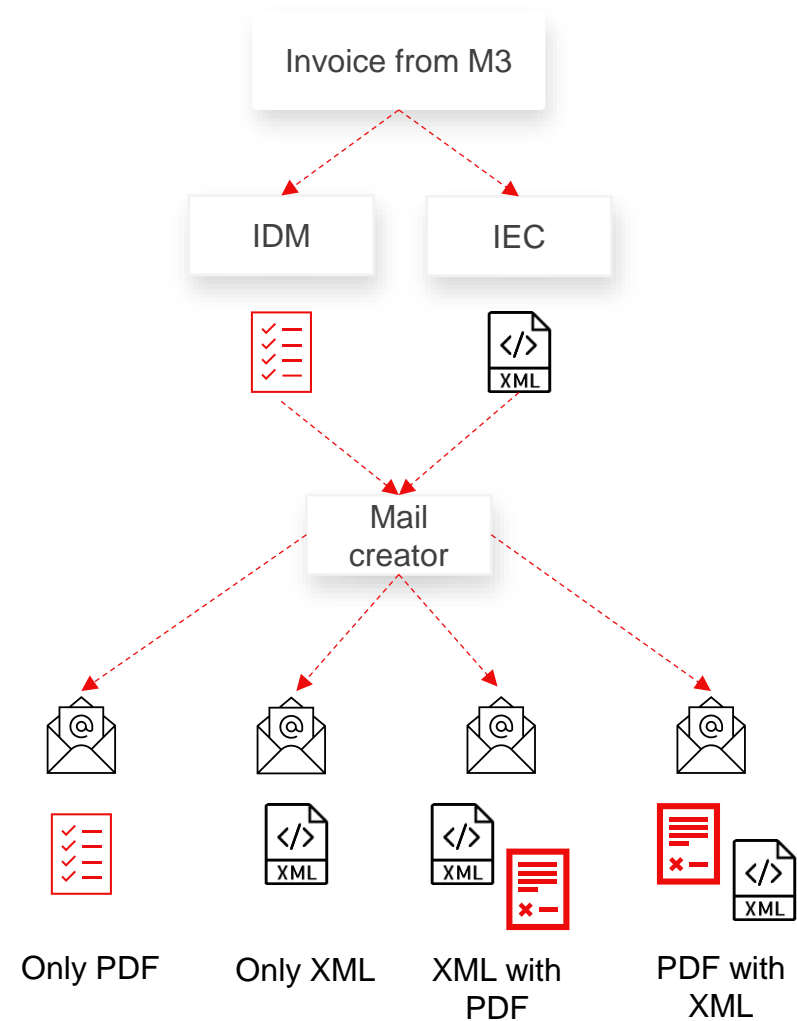 Invoice from M3
IDM
IEC
</>
XML
Mail
creator
@
@
@
@
</>
XML
</>
XML
</>
XML
Only PDF
Only XML
XML with
PDF
PDF with
XML